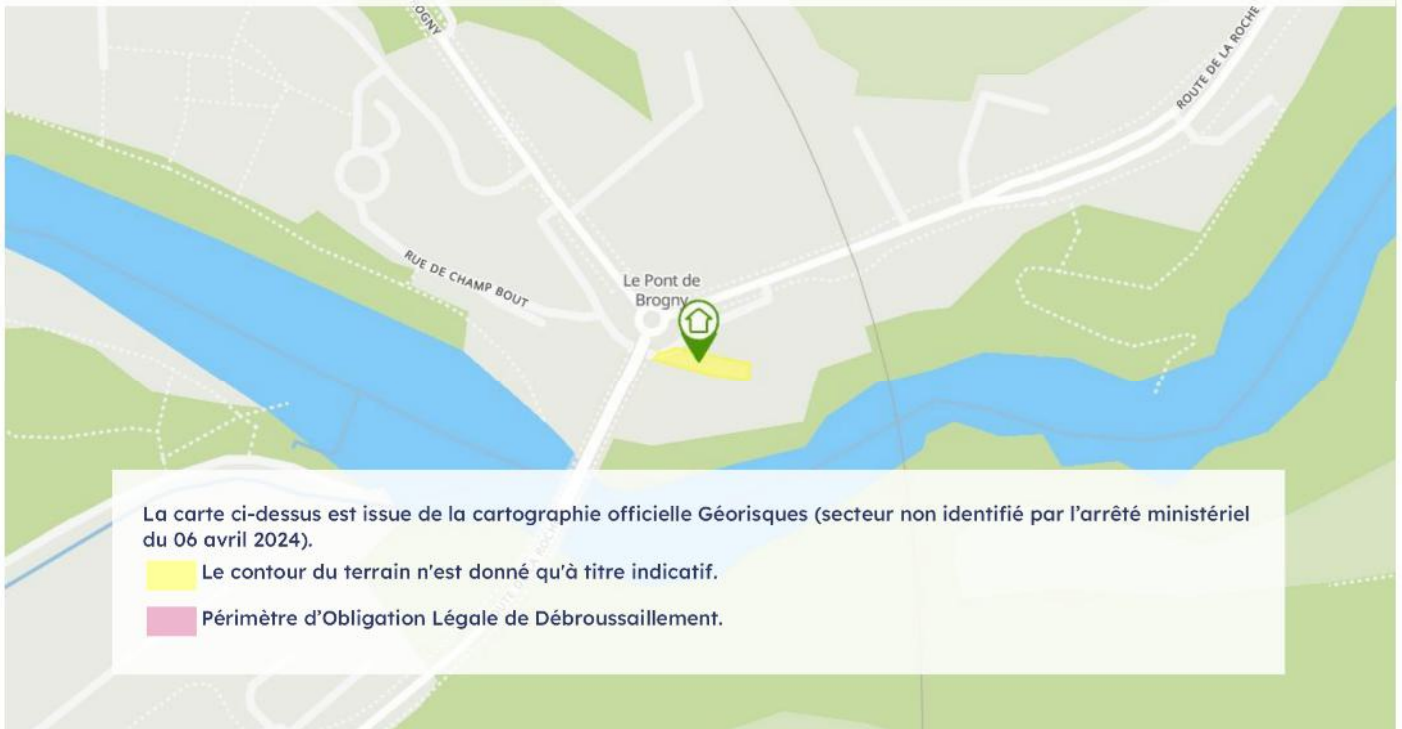 OGNY
ROUTE DE LA ROCHE
RUE DE CHAMP BOUT
Le Pont de
Brogny
La carte ci-dessus est issue de la cartographie officielle Géorisques (secteur non identifié par l'arrêté ministériel
du 06 avril 2024).
Le contour du terrain n'est donné qu'à titre indicatif.
Périmètre d'Obligation Légale de Débroussaillement.